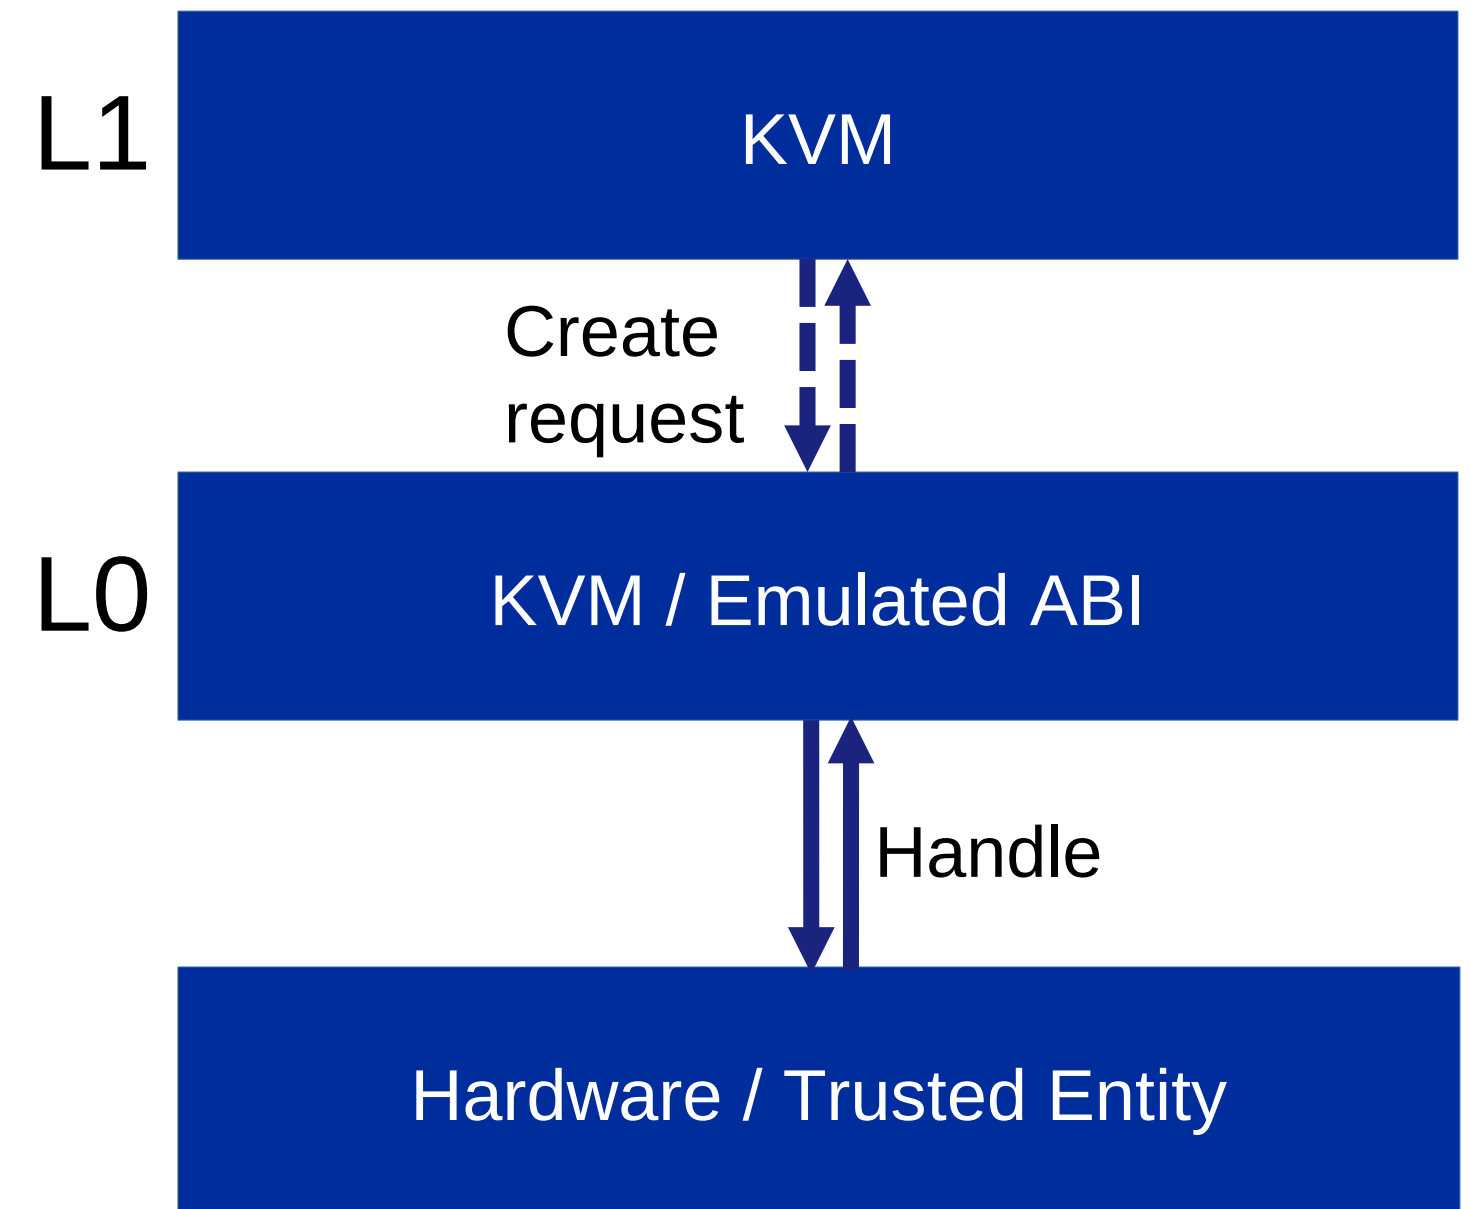 L1
KVM
Create
request
L0
KVM / Emulated ABI
Handle
Hardware / Trusted Entity